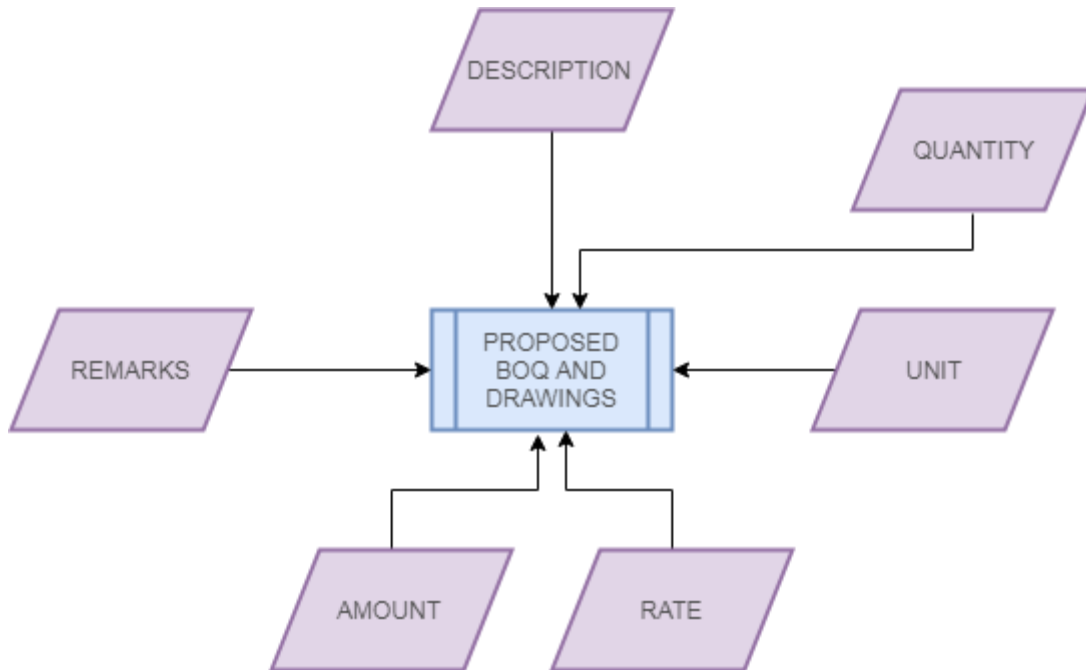 DESCRIPTION
QUANTITY
REMARKS
PROPOSED
BOQ AND
DRAWINGS
UNIT
AMOUNT
RATE